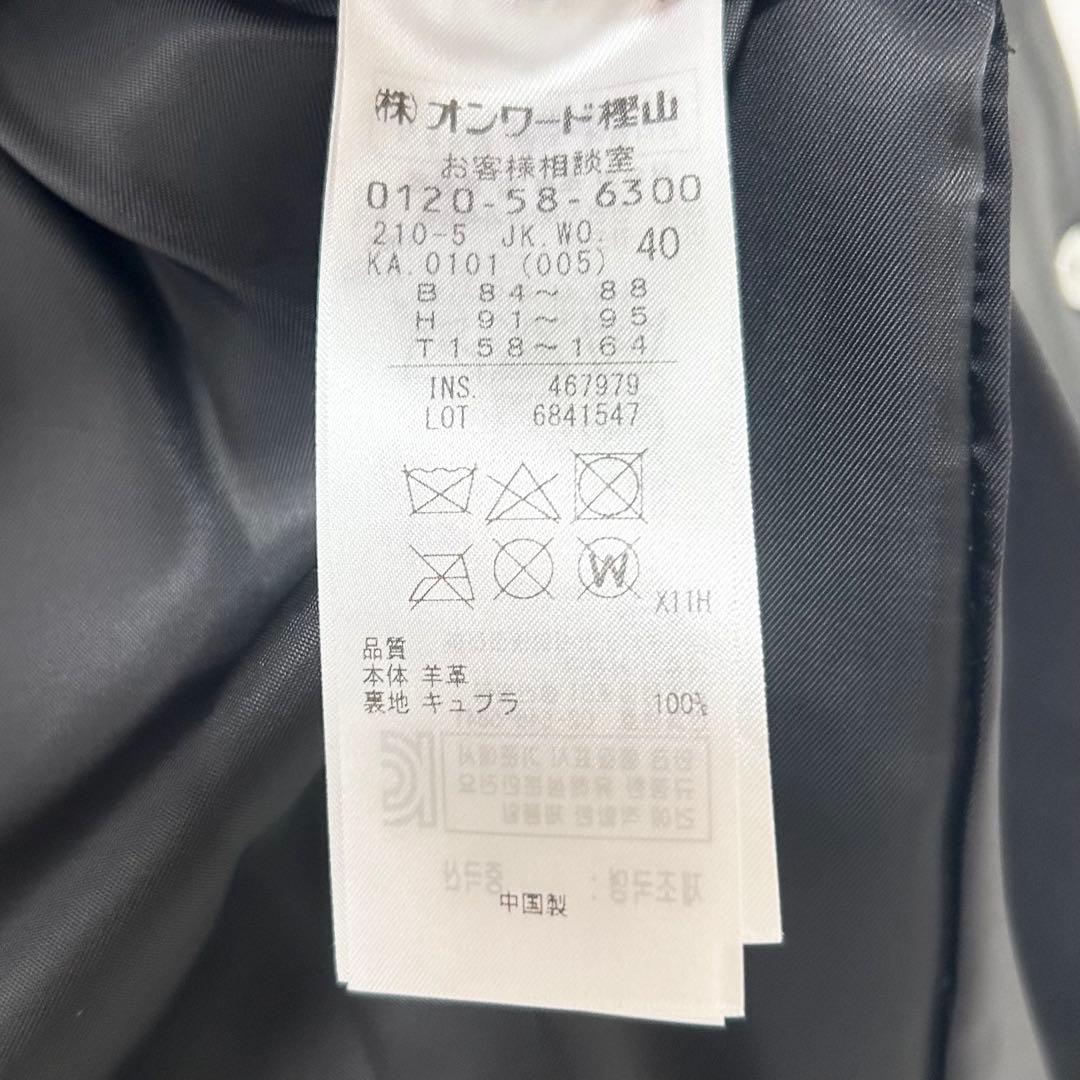 ㈱オンワード樫山
お客様相談室
0120-58-6300
210-5 JK.WO. 40
KA.0101 (005)
B 84〜 88
H 91〜 95
T158〜164
INS. 467979
LOT 6841547
W
X11H
品質
本体 羊革
裏地 キュプラ 100%
中国製